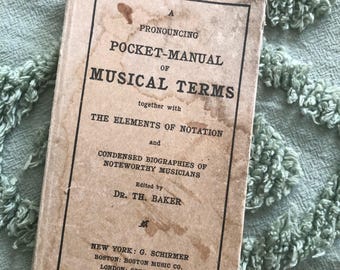 A
PRONOUNCING
POCKET-MANUAL
OF
MUSICAL TERMS
together with
THE ELEMENTS OF NOTATION
and
CONDENSED BIOGRAPHIES OF
NOTEWORTHY MUSICIANS
Edited by
DR. TH. BAKER
NEW YORK: G. SCHIRMER
BOSTON: BOSTON MUSIC CO.